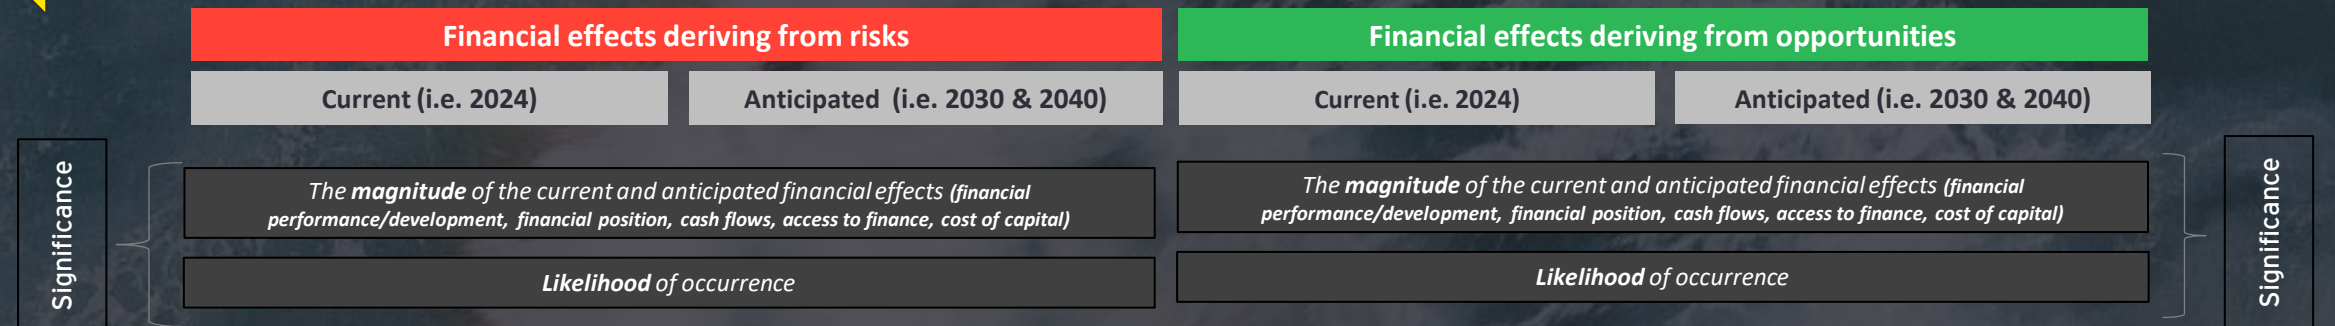 Financial effects deriving from risks
Financial effects deriving from opportunities
Current (i.e. 2024)
Anticipated (i.e. 2030 & 2040)
Current (i.e. 2024)
Anticipated (i.e. 2030 & 2040)
Significance
The magnitude of the current and anticipated financial effects (financial
performance/development, financial position, cash flows, access to finance, cost of capital)
Likelihood of occurrence
The magnitude of the current and anticipated financial effects (financial
performance/development, financial position, cash flows, access to finance, cost of capital)
Likelihood of occurrence
Significance